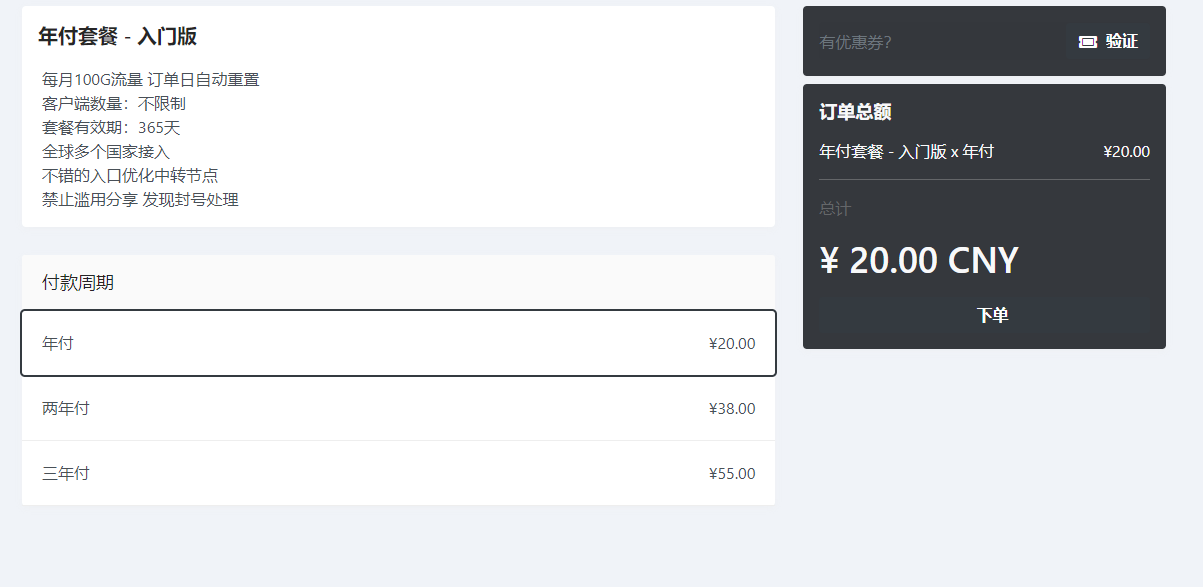 年付套餐 - 入门版
每月100G流量 订单日自动重置
客户端数量：不限制
套餐有效期：365天
全球多个国家接入
不错的入口优化中转节点
禁止滥用分享 发现封号处理
付款周期
年付 ¥20.00
两年付 ¥38.00
三年付 ¥55.00
有优惠券？ 验证
订单总额
年付套餐 - 入门版 x 年付 ¥20.00
总计
¥ 20.00 CNY
下单